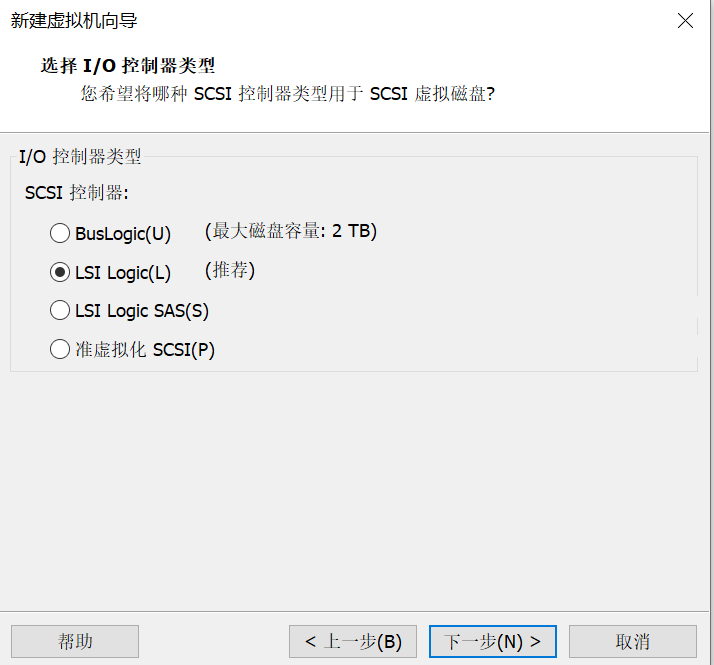 新建虚拟机向导
选择 I/O 控制器类型
您希望将哪种 SCSI 控制器类型用于 SCSI 虚拟磁盘?
I/O 控制器类型
SCSI 控制器:
BusLogic(U) (最大磁盘容量: 2 TB)
LSI Logic(L) (推荐)
LSI Logic SAS(S)
准虚拟化 SCSI(P)
帮助 < 上一步(B) 下一步(N) > 取消